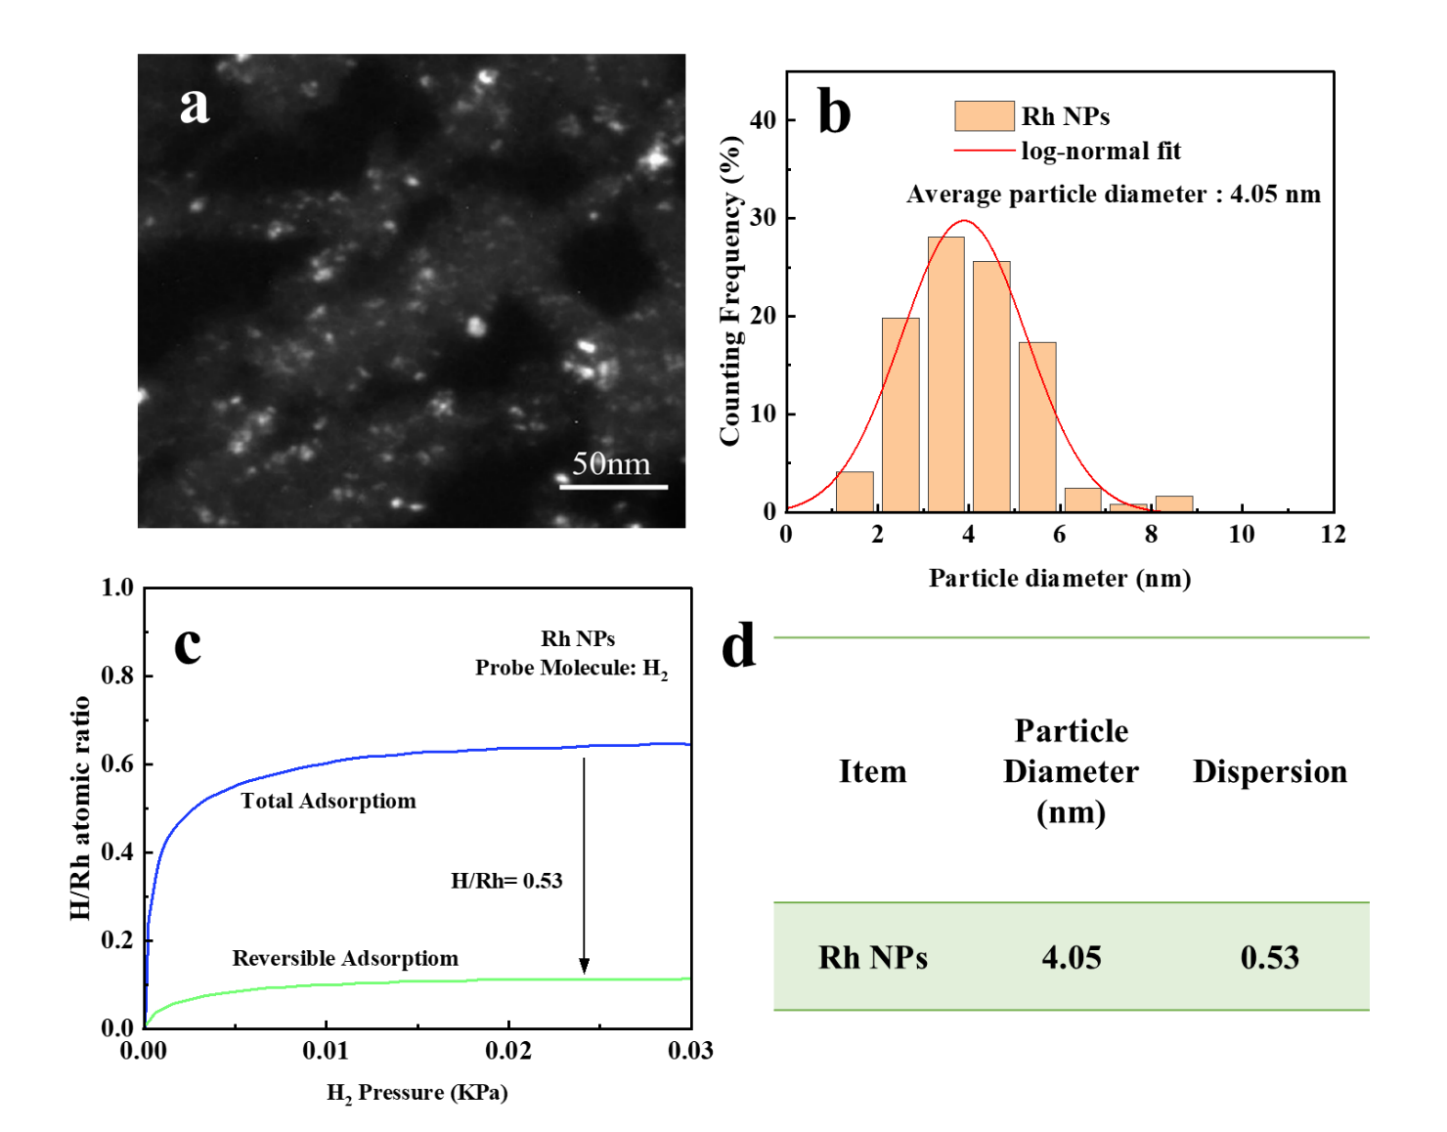 a
50nm
b
Rh NPs
log-normal fit
Average particle diameter : 4.05 nm
Counting Frequency (%)
40
30
20
10
0
0 2 4 6 8 10 12
Particle diameter (nm)
c
Rh NPs
Probe Molecule: H₂
H/Rh atomic ratio
1.0
0.8
0.6
0.4
0.2
0.0
Total Adsorptiom
H/Rh= 0.53
Reversible Adsorptiom
0.00 0.01 0.02 0.03
H₂ Pressure (KPa)
d
Item
Particle
Diameter
(nm)
Dispersion
Rh NPs 4.05 0.53